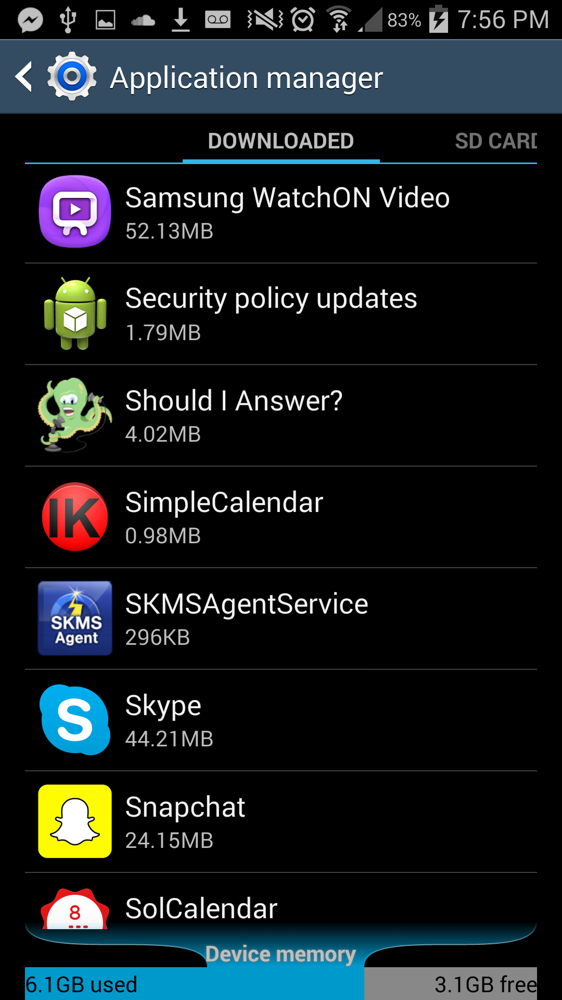 83% 7:56 PM
Application manager
DOWNLOADED SD CARD
Samsung WatchON Video
52.13MB
Security policy updates
1.79MB
Should I Answer?
4.02MB
IK
SimpleCalendar
0.98MB
SKMS
Agent
SKMSAgentService
296KB
S
Skype
44.21MB
Snapchat
24.15MB
8
SolCalendar
Device memory
6.1GB used 3.1GB free